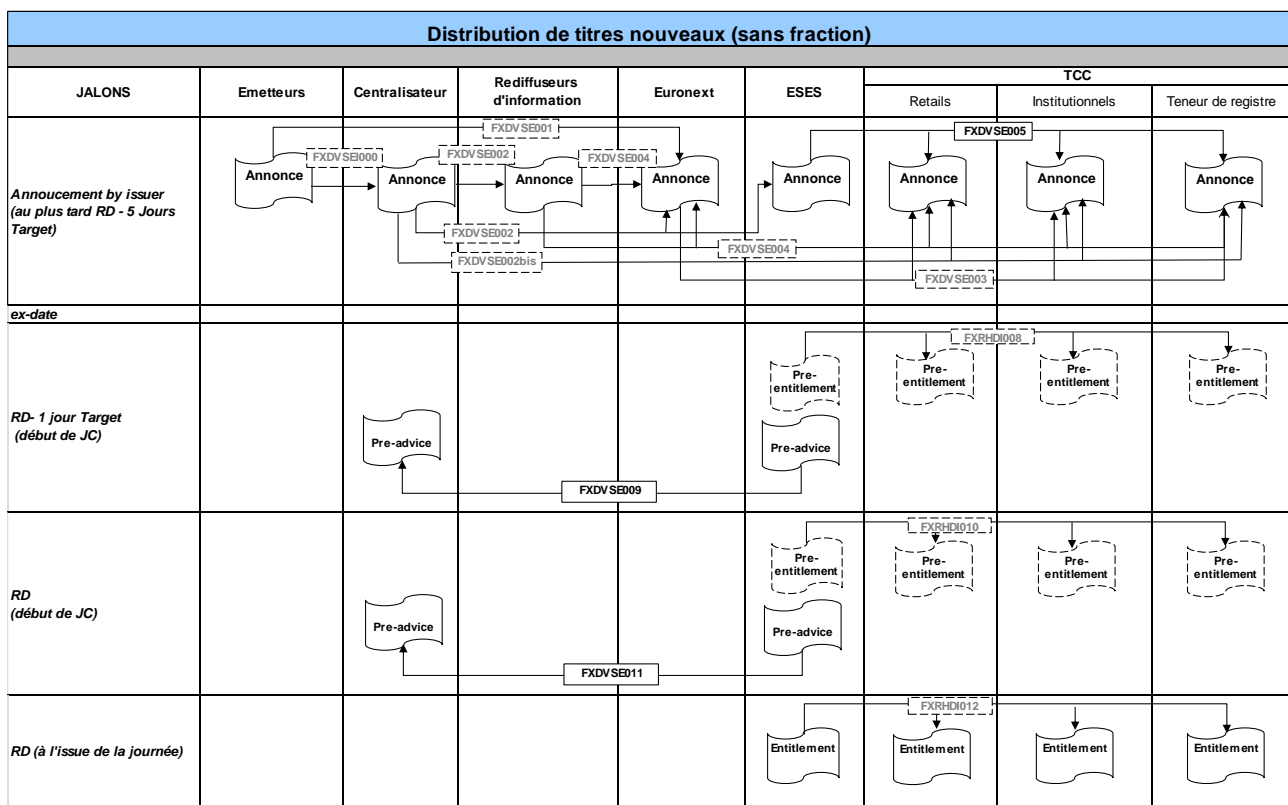 Distribution de titres nouveaux (sans fraction)
JALONS
Emetteurs
Centralisateur
Rediffuseurs
d'information
Euronext
ESES
TCC
Retails
Institutionnels
Teneur de registre
Annoucement by issuer
(au plus tard RD - 5 Jours
Target)
FXDVSE001
FXDVSEI000
FXDVSE002
FXDVSE004
FXDVSE005
Annonce
Annonce
Annonce
Annonce
Annonce
Annonce
Annonce
Annonce
FXDVSE002
FXDVSE004
FXDVSE002bis
FXDVSE003
ex-date
RD- 1 jour Target
(début de JC)
FXRHDI008
Pre-
entitlement
Pre-
entitlement
Pre-
entitlement
Pre-
entitlement
Pre-advice
Pre-advice
FXDVSE009
RD
(début de JC)
FXRHDI010
Pre-
entitlement
Pre-
entitlement
Pre-
entitlement
Pre-
entitlement
Pre-advice
Pre-advice
FXDVSE011
RD (à l'issue de la journée)
FXRHDI012
Entitlement
Entitlement
Entitlement
Entitlement